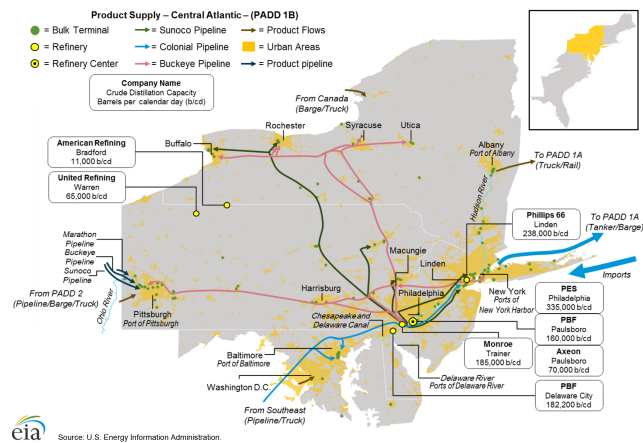 Product Supply – Central Atlantic – (PADD 1B)
= Bulk Terminal
= Sunoco Pipeline
= Product Flows
= Refinery
= Colonial Pipeline
= Urban Areas
= Refinery Center
= Buckeye Pipeline
= Product pipeline
Company Name
Crude Distilation Capacity
Barrels per calendar day (b/cd)
From Canada
(Barge/Truck)
Rochester
Syracuse
Utica
Buffalo
American Refining
Bradford
11,000 b/cd
United Refining
Warren
65,000 b/cd
Albany
Port of Albany
To PADD 1A
(Truck/Rail)
Hudson River
Phillips 66
Linden
238,000 b/cd
To PADD 1A
(Tanker/Barge)
Imports
Marathon
Pipeline
Buckeye
Pipeline
Sunoco
Pipeline
From PADD 2
(Pipeline/Barge/Truck)
Ohio River
Pittsburgh
Port of Pittsburgh
Macungie
Linden
Harrisburg
Philadelphia
New York
Ports of
New York Harbor
Chesapeake and
Delaware Canal
PES
Philadelphia
335,000 b/cd
PBF
Paulsboro
160,000 b/cd
Axeon
Paulsboro
70,000 b/cd
PBF
Delaware City
182,200 b/cd
Monroe
Trainer
185,000 b/cd
Baltimore
Port of Baltimore
Washington D.C.
Delaware River
Ports of Delaware River
From Southeast
(Pipeline/Truck)
eia
Source: U.S. Energy Information Administration.